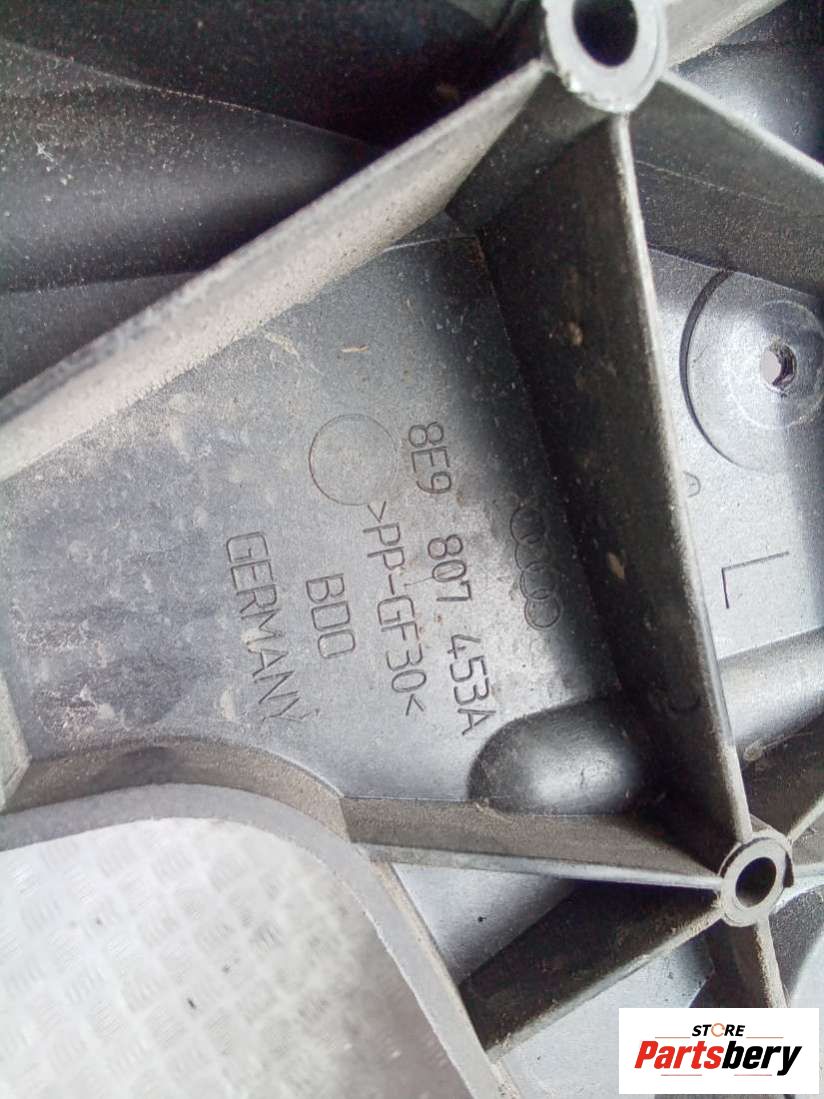 8E9 807 453A
>PP-GF30<
BDO
GERMANY
L
STORE
Partsbery